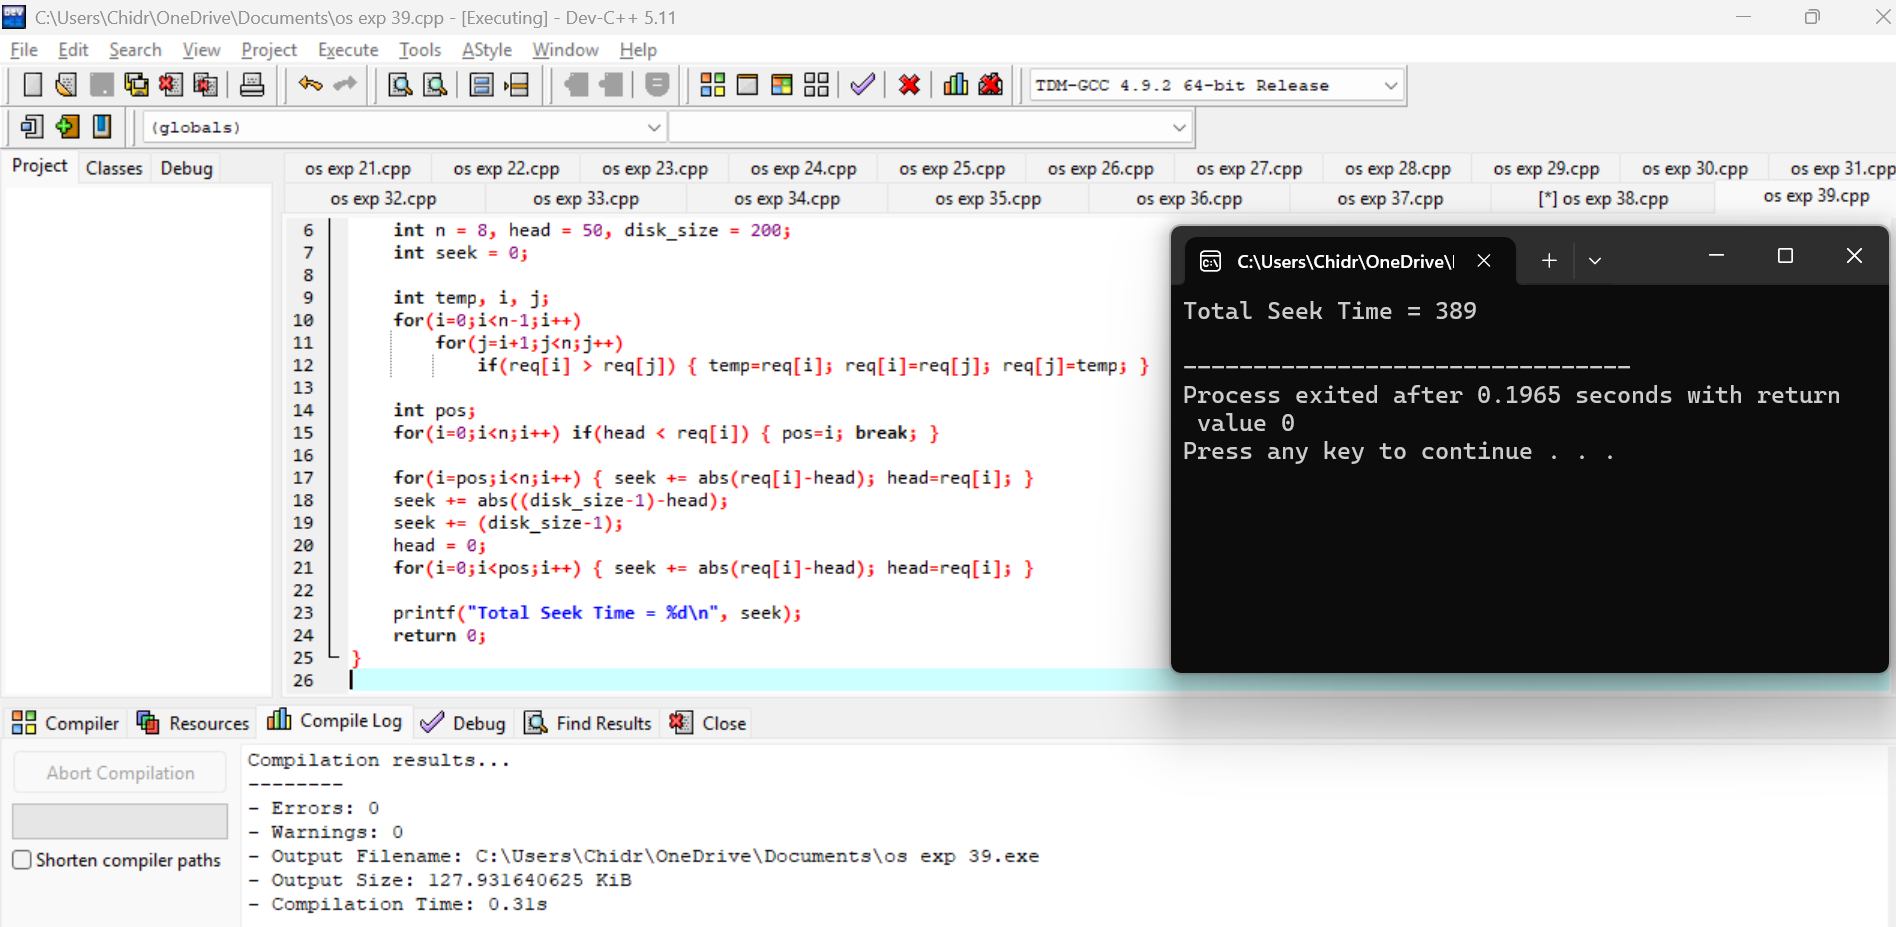 C:\Users\Chidr\OneDrive\Documents\os exp 39.cpp - [Executing] - Dev-C++ 5.11
File Edit Search View Project Execute Tools AStyle Window Help
TDM-GCC 4.9.2 64-bit Release
(globals)
Project Classes Debug
os exp 21.cpp os exp 22.cpp os exp 23.cpp os exp 24.cpp os exp 25.cpp os exp 26.cpp os exp 27.cpp os exp 28.cpp os exp 29.cpp os exp 30.cpp os exp 31.cpp
os exp 32.cpp os exp 33.cpp os exp 34.cpp os exp 35.cpp os exp 36.cpp os exp 37.cpp [*] os exp 38.cpp os exp 39.cpp
6 int n = 8, head = 50, disk_size = 200;
7 int seek = 0;
8
9 int temp, i, j;
10 for(i=0;i<n-1;i++)
11 for(j=i+1;j<n;j++)
12 if(req[i] > req[j]) { temp=req[i]; req[i]=req[j]; req[j]=temp; }
13
14 int pos;
15 for(i=0;i<n;i++) if(head < req[i]) { pos=i; break; }
16
17 for(i=pos;i<n;i++) { seek += abs(req[i]-head); head=req[i]; }
18 seek += abs((disk_size-1)-head);
19 seek += (disk_size-1);
20 head = 0;
21 for(i=0;i<pos;i++) { seek += abs(req[i]-head); head=req[i]; }
22
23 printf("Total Seek Time = %d\n", seek);
24 return 0;
25 }
26
C:\Users\Chidr\OneDrive\
Total Seek Time = 389
--------------------------------
Process exited after 0.1965 seconds with return
value 0
Press any key to continue . . .
Compiler Resources Compile Log Debug Find Results Close
Abort Compilation
Shorten compiler paths
Compilation results...
--------
- Errors: 0
- Warnings: 0
- Output Filename: C:\Users\Chidr\OneDrive\Documents\os exp 39.exe
- Output Size: 127.931640625 KiB
- Compilation Time: 0.31s